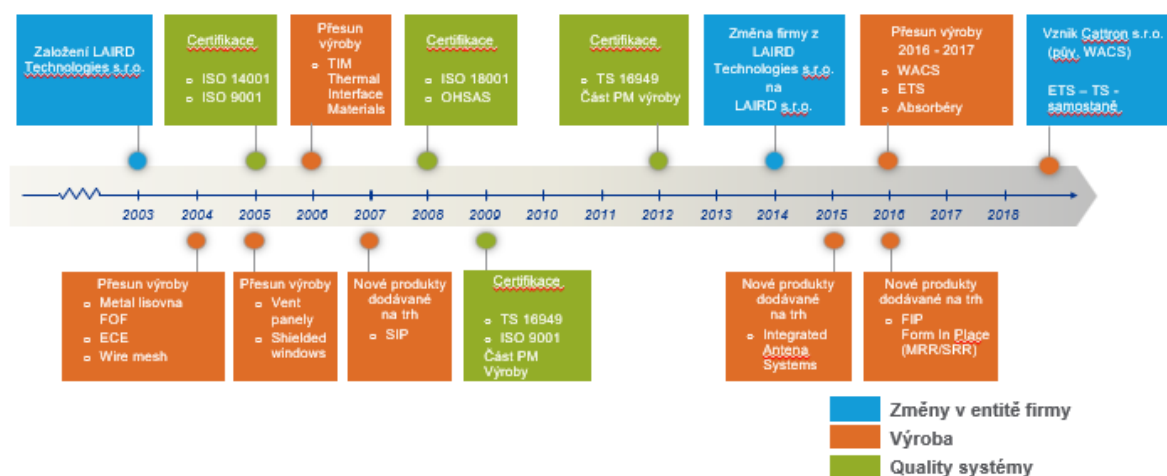 Založení LAIRD
Technologies s.r.o.
Certifikace
ISO 14001
ISO 9001
Přesun
výroby
TIM
Thermal
Interface
Materials
Certifikace
ISO 18001
OHSAS
Certifikace
TS 16949
Část PM výroby
Změna firmy z
LAIRD
Technologies s.r.o.
na
LAIRD s.r.o.
Přesun výroby
2016 - 2017
WACS
ETS
Absorbéry
Vznik Cattron s.r.o.
(pův. WACS)
ETS – TS -
samostaně
2003 2004 2005 2006 2007 2008 2009 2010 2011 2012 2013 2014 2015 2016 2017 2018
Přesun výroby
Metal lisovna
FOF
ECE
Wire mesh
Přesun výroby
Vent
panely
Shielded
windows
Nové produkty
dodávané
na trh
SIP
Certifikace
TS 16949
ISO 9001
Část PM
Výroby
Nové produkty
dodávané na
trh
Integrated
Antena
Systems
Nové produkty
dodávané na trh
FIP
Form In Place
(MRR/SRR)
Změny v entitě firmy
Výroba
Quality systémy